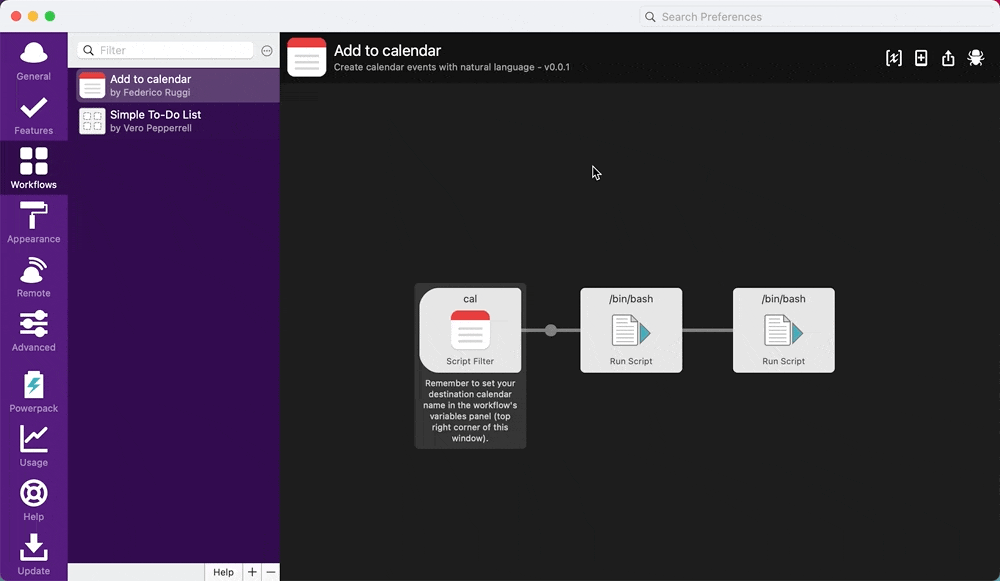 Search Preferences
General
Features
Workflows
Appearance
Remote
Advanced
Powerpack
Usage
Help
Update
Filter
Add to calendar
by Federico Ruggi
Simple To-Do List
by Vero Pepperrell
Help
+
−
Add to calendar
Create calendar events with natural language - v0.0.1
[x]
cal
Script Filter
Remember to set your
destination calendar
name in the workflow's
variables panel (top
right corner of this
window).
/bin/bash
Run Script
/bin/bash
Run Script